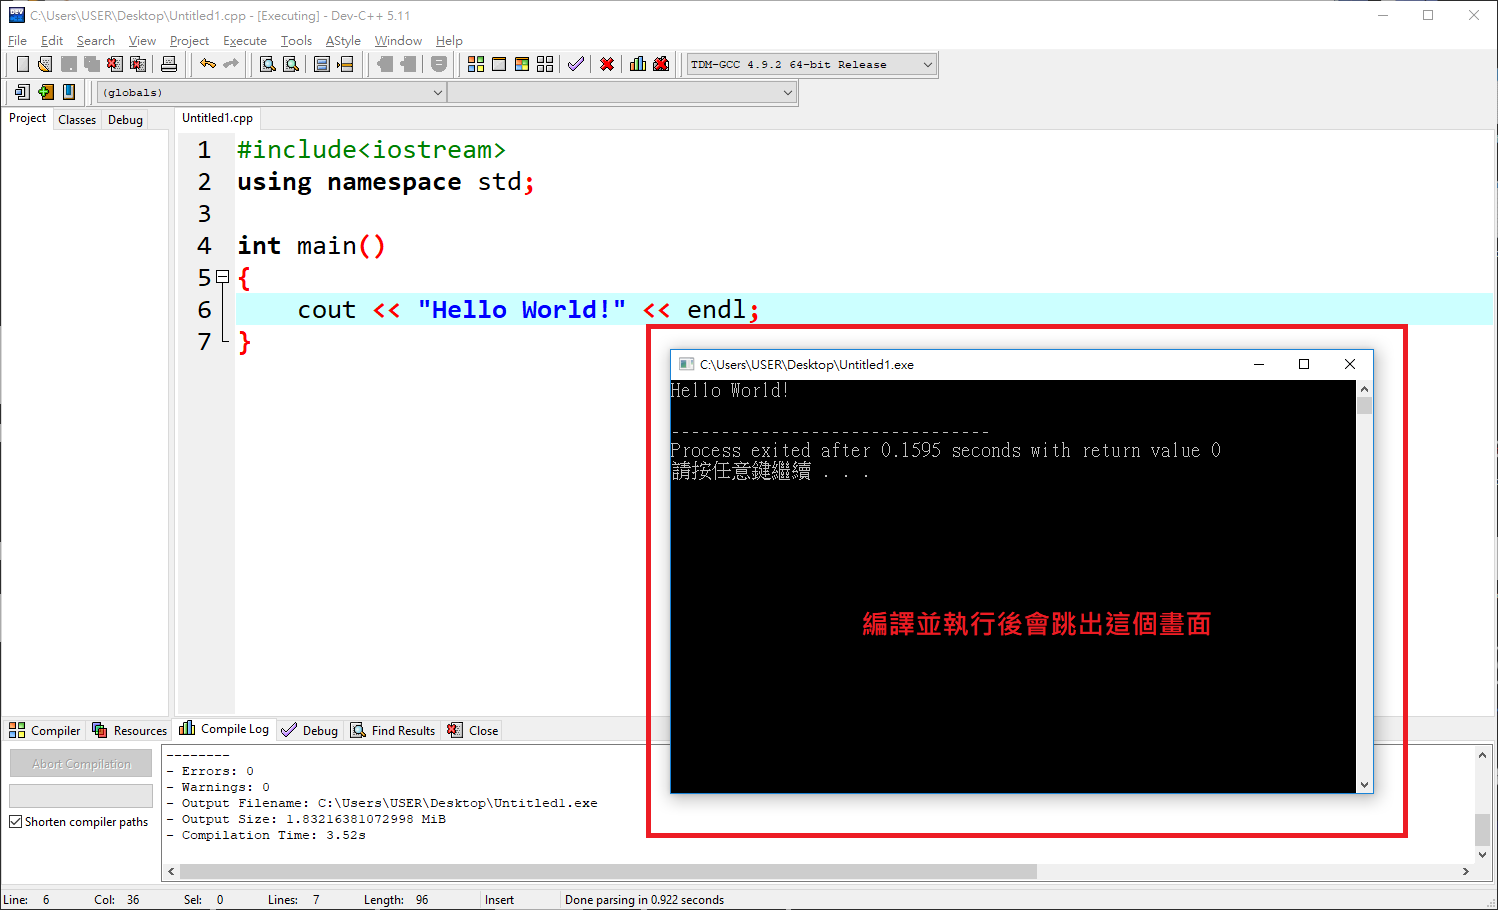 C:\Users\USER\Desktop\Untitled1.cpp - [Executing] - Dev-C++ 5.11
File Edit Search View Project Execute Tools AStyle Window Help
TDM-GCC 4.9.2 64-bit Release
(globals)
Project Classes Debug
Untitled1.cpp
1 #include<iostream>
2 using namespace std;
3
4 int main()
5 {
6 cout << "Hello World!" << endl;
7 }
C:\Users\USER\Desktop\Untitled1.exe
Hello World!
--------------------------------
Process exited after 0.1595 seconds with return value 0
請按任意鍵繼續 . . .
編譯並執行後會跳出這個畫面
Compiler Resources Compile Log Debug Find Results Close
Abort Compilation
Shorten compiler paths
--------
- Errors: 0
- Warnings: 0
- Output Filename: C:\Users\USER\Desktop\Untitled1.exe
- Output Size: 1.83216381072998 MiB
- Compilation Time: 3.52s
Line: 6 Col: 36 Sel: 0 Lines: 7 Length: 96 Insert Done parsing in 0.922 seconds